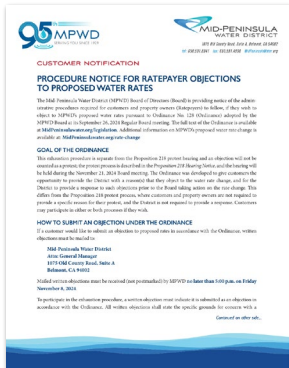 95 MPWD
MID-PENINSULA
WATER DISTRICT
CUSTOMER NOTIFICATION
PROCEDURE NOTICE FOR RATEPAYER OBJECTIONS
TO PROPOSED WATER RATES
The Mid-Peninsula Water District (MPWD) Board of Directors (Board) is providing notice of the admin-
istrative procedures required for customers and property owners (Ratepayers) to follow, if they wish to
object to MPWD's proposed water rates pursuant to Ordinance No. 128 (Ordinance) adopted by the
MPWD Board at its September 26, 2024 Regular Board meeting. The full text of the Ordinance is available
at MidPeninsulawater.org/legislation. Additional information on MPWD's proposed water rate change is
available at: MidPeninsulawater.org/rate-change
GOAL OF THE ORDINANCE
This exhaustion procedure is separate from the Proposition 218 protest hearing and an objection will not be
counted as a protest; the protest process is described in the Proposition 218 Hearing Notice, and the hearing will
be held during the November 21, 2024 Board meeting. The Ordinance was developed to give customers the
opportunity to provide the District with a reason(s) that they object to the water rate change, and for the
District to provide a response to such objections prior to the Board taking action on the rate change. This
differs from the Proposition 218 protest process, where customers and property owners are not required to
provide a specific reason for their protest, and the District is not required to provide a response. Customers
may participate in either or both processes if they wish.
HOW TO SUBMIT AN OBJECTION UNDER THE ORDINANCE
If a customer would like to submit an objection to proposed rates in accordance with the Ordinance, written
objections must be mailed to:
Mid-Peninsula Water District
Attn: General Manager
1075 Old County Road, Suite A
Belmont, CA 94002
Mailed written objections must be received (not postmarked) by MPWD no later than 5:00 p.m. on Friday
November 8, 2024
To participate in the exhaustion procedure, a written objection must indicate it is submitted as an objection in
accordance with the Ordinance. All written objections shall state the specific grounds for concern with a
Continued on other side...